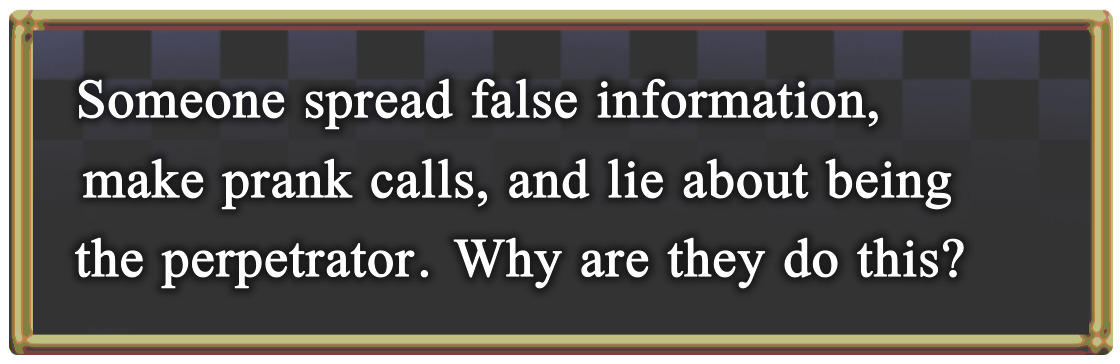 Someone spread false information,
make prank calls, and lie about being
the perpetrator. Why are they do this?